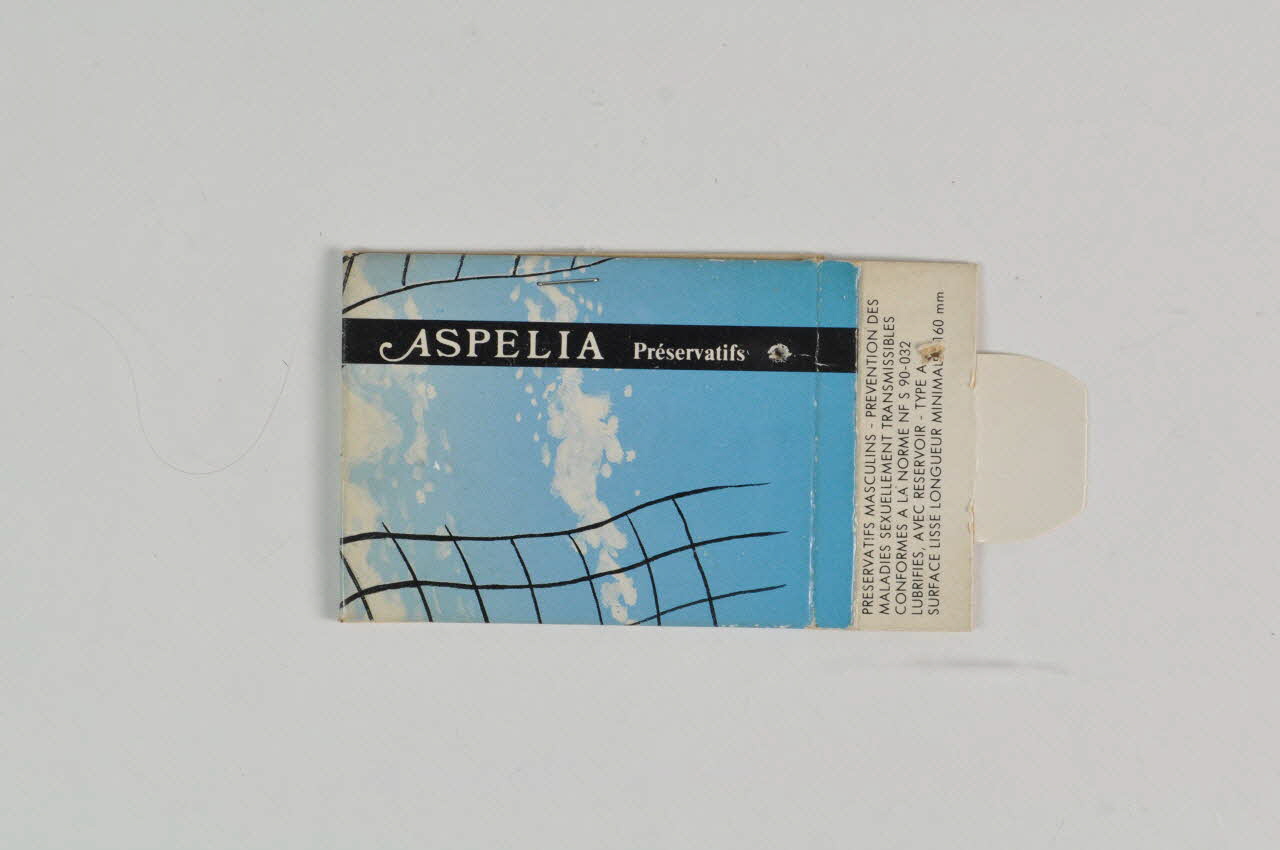 ASPELIA Préservatifs
PRESERVATIFS MASCULINS - PREVENTION DES
MALADIES SEXUELLEMENT TRANSMISSIBLES
CONFORMES A LA NORME NF S 90-032
LUBRIFIES, AVEC RESERVOIR - TYPE A
SURFACE LISSE LONGUEUR MINIMALE 160 mm